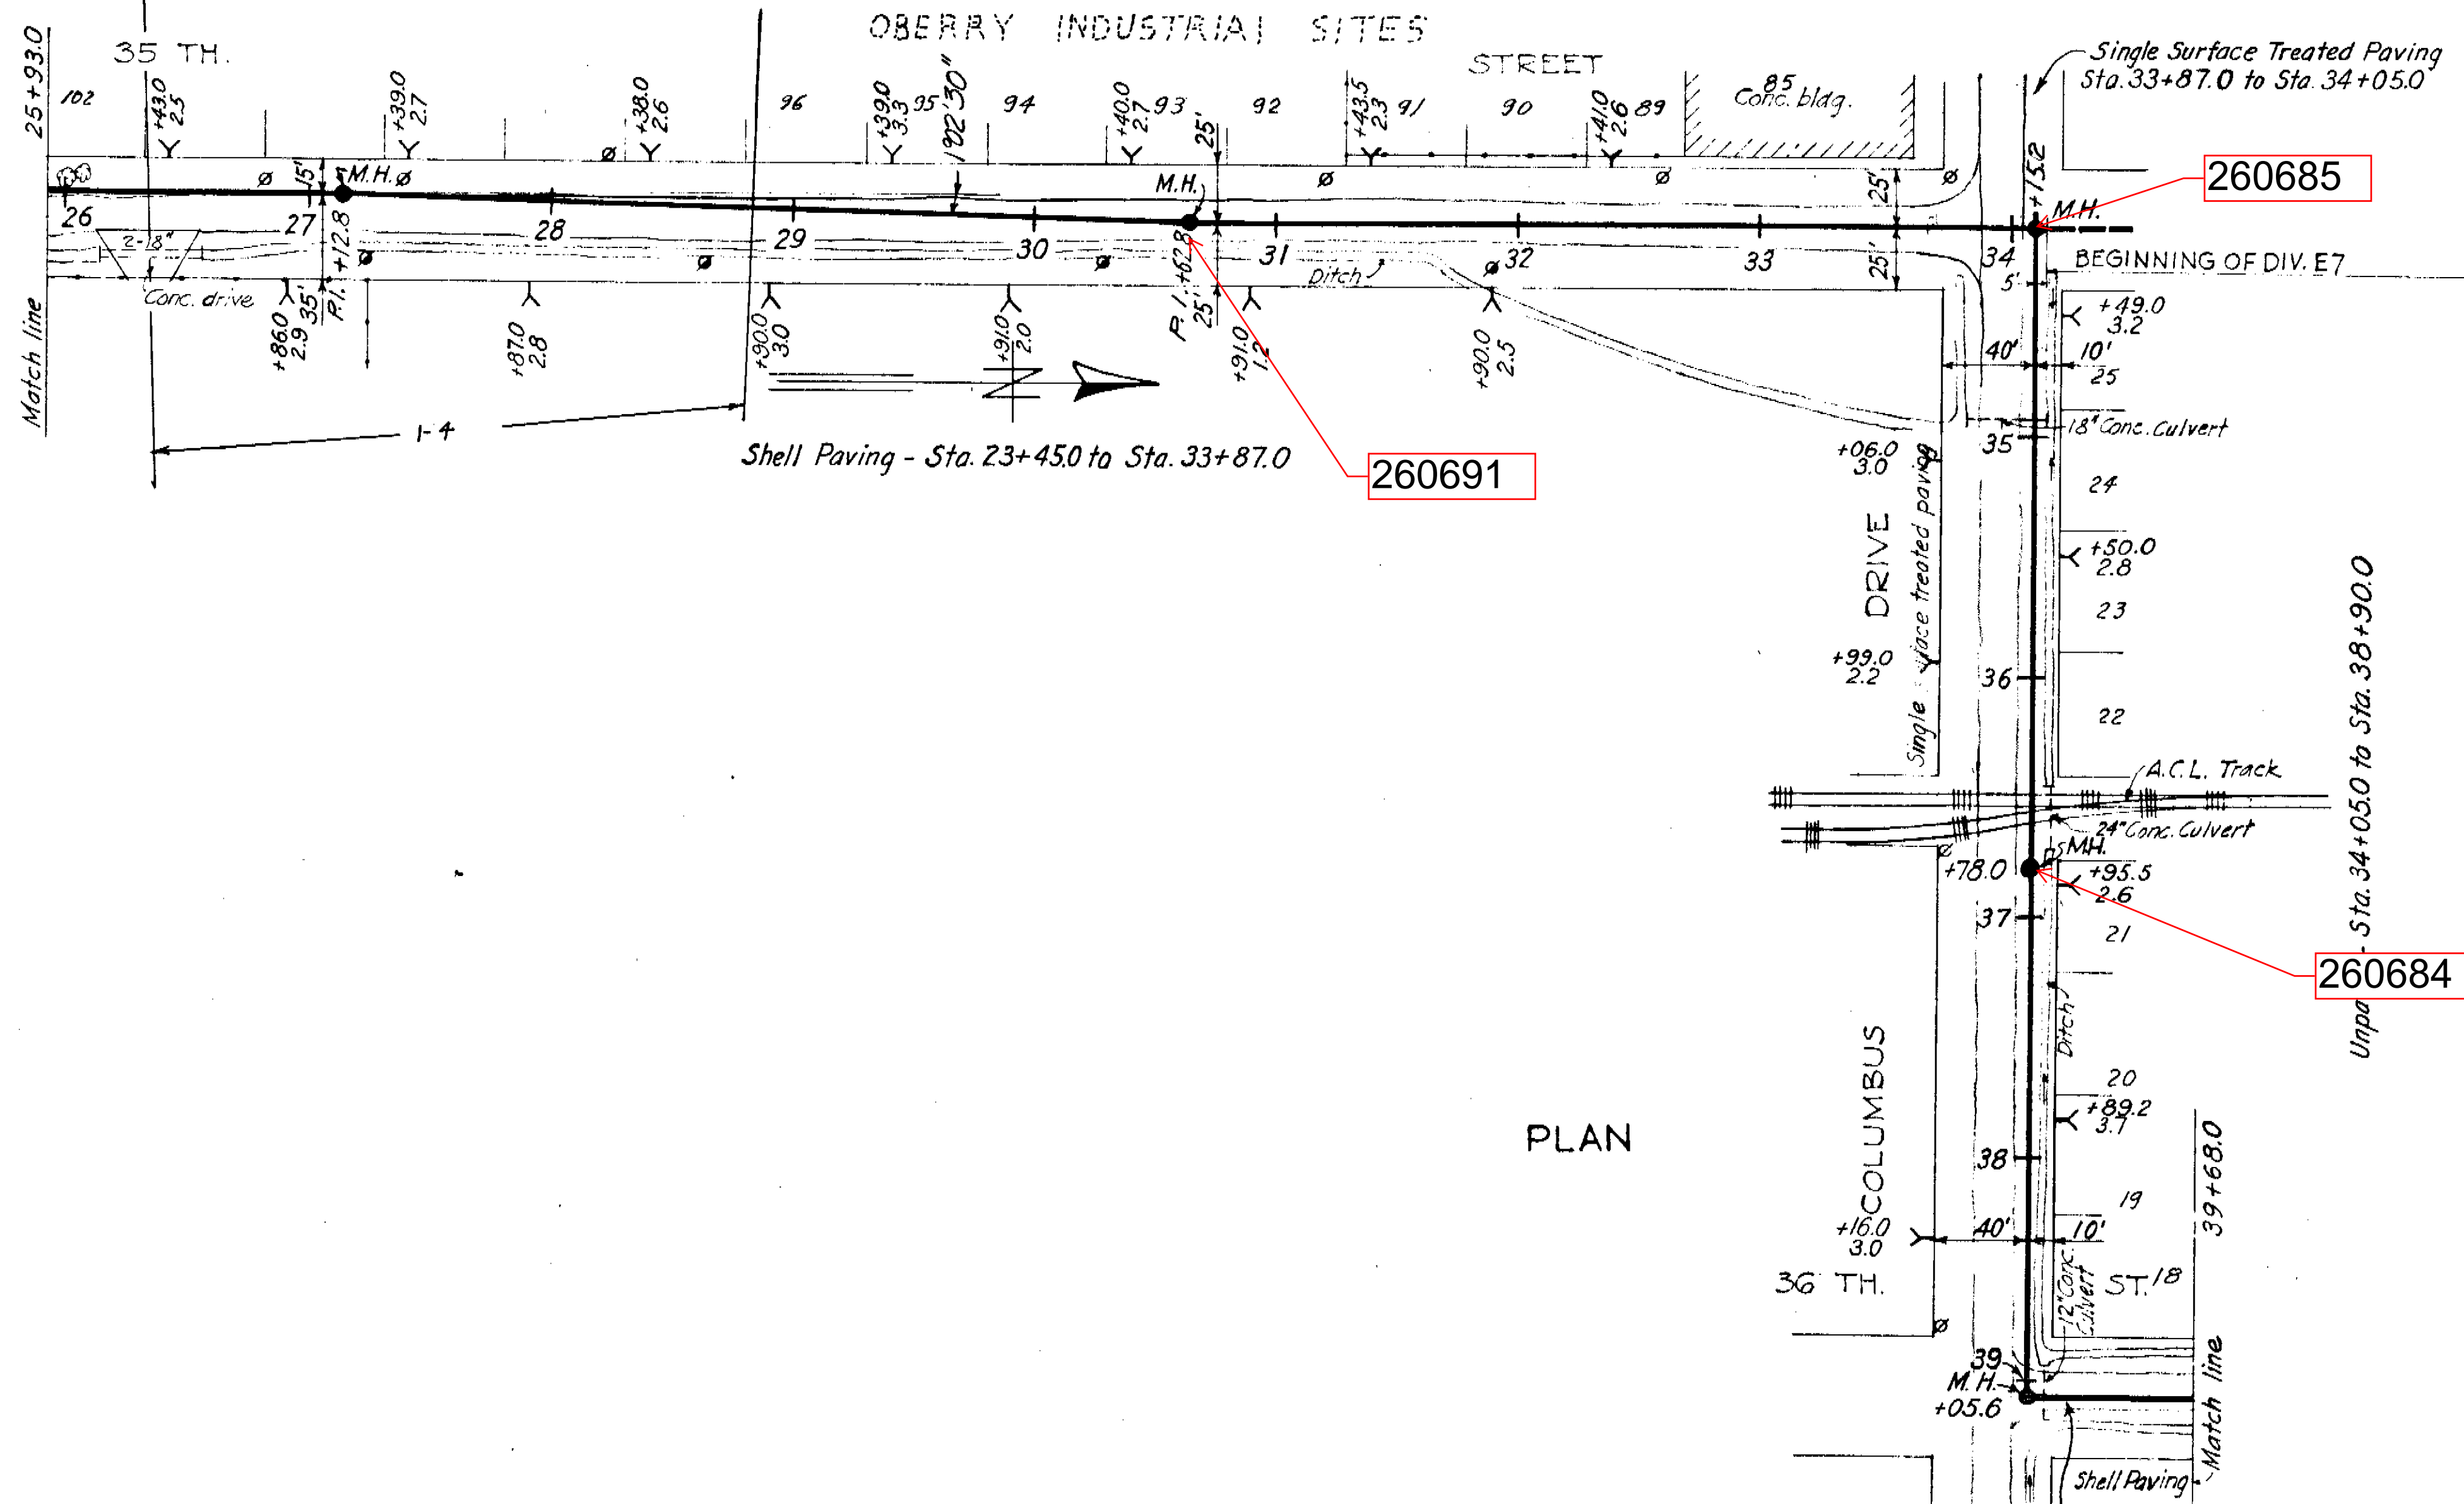 OBERRY INDUSTRIAL SITES
35 TH.
STREET
Single Surface Treated Paving
Sta. 33+87.0 to Sta. 34+05.0
25+93.0
Match line
102
+43.0
2.5
+39.0
2.7
+38.0
2.6
96
+39.0
3.3
95
1°02'30"
94
+40.0
2.7
93
25'
92
+43.5
2.3
91
90
+41.0
2.6
89
85
Conc. bldg.
+15.2
260685
15'
M.H.
M.H.
25'
M.H.
26
27
28
29
30
31
32
33
34
2-18"
P.I. +12.8
P.I. +62.8
Ditch
25'
BEGINNING OF DIV. E7
5'
Conc. drive
+86.0
2.9
35'
+87.0
2.8
+90.0
3.0
+91.0
2.0
25'
+91.0
1.2
+90.0
2.5
N
+49.0
3.2
40'
10'
25
1-4
18" Conc. Culvert
35
Shell Paving - Sta. 23+45.0 to Sta. 33+87.0
260691
+06.0
3.0
24
DRIVE
Single surface treated paving
+50.0
2.8
23
+99.0
2.2
36
22
A.C.L. Track
24" Conc. Culvert
M.H.
+78.0
+95.5
2.6
37
21
260684
Sta. 34+05.0 to Sta. 38+90.0
Ditch
COLUMBUS
20
+89.2
3.7
PLAN
38
19
39+68.0
+16.0
3.0
40'
10'
36 TH.
ST.
18
12" Conc.
Culvert
39
M.H.
+05.6
Match line
Shell Paving